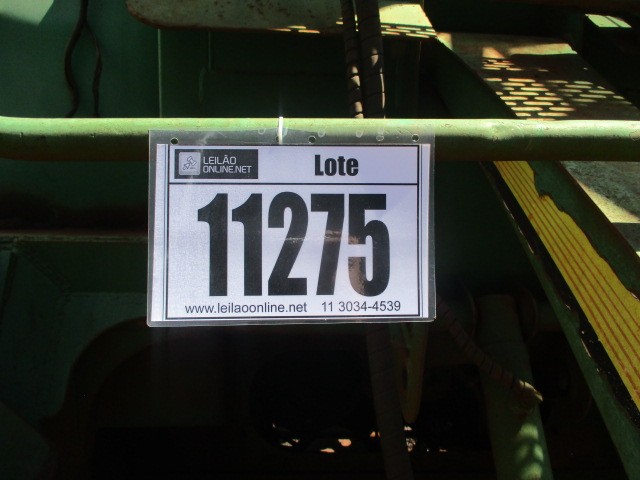 LEILÃO
ONLINE.NET
Lote
11275
www.leilaoonline.net 11 3034-4539